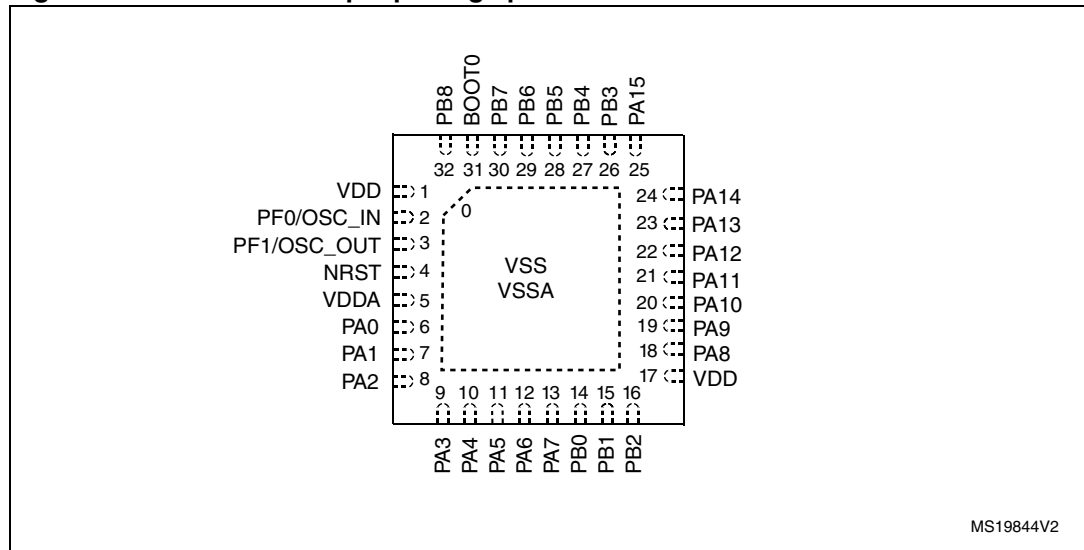 PB8
BOOT0
PB7
PB6
PB5
PB4
PB3
PA15
32 31 30 29 28 27 26 25
VDD 1
PF0/OSC_IN 2
PF1/OSC_OUT 3
NRST 4
VDDA 5
PA0 6
PA1 7
PA2 8
0
VSS
VSSA
24 PA14
23 PA13
22 PA12
21 PA11
20 PA10
19 PA9
18 PA8
17 VDD
9 10 11 12 13 14 15 16
PA3
PA4
PA5
PA6
PA7
PB0
PB1
PB2
MS19844V2